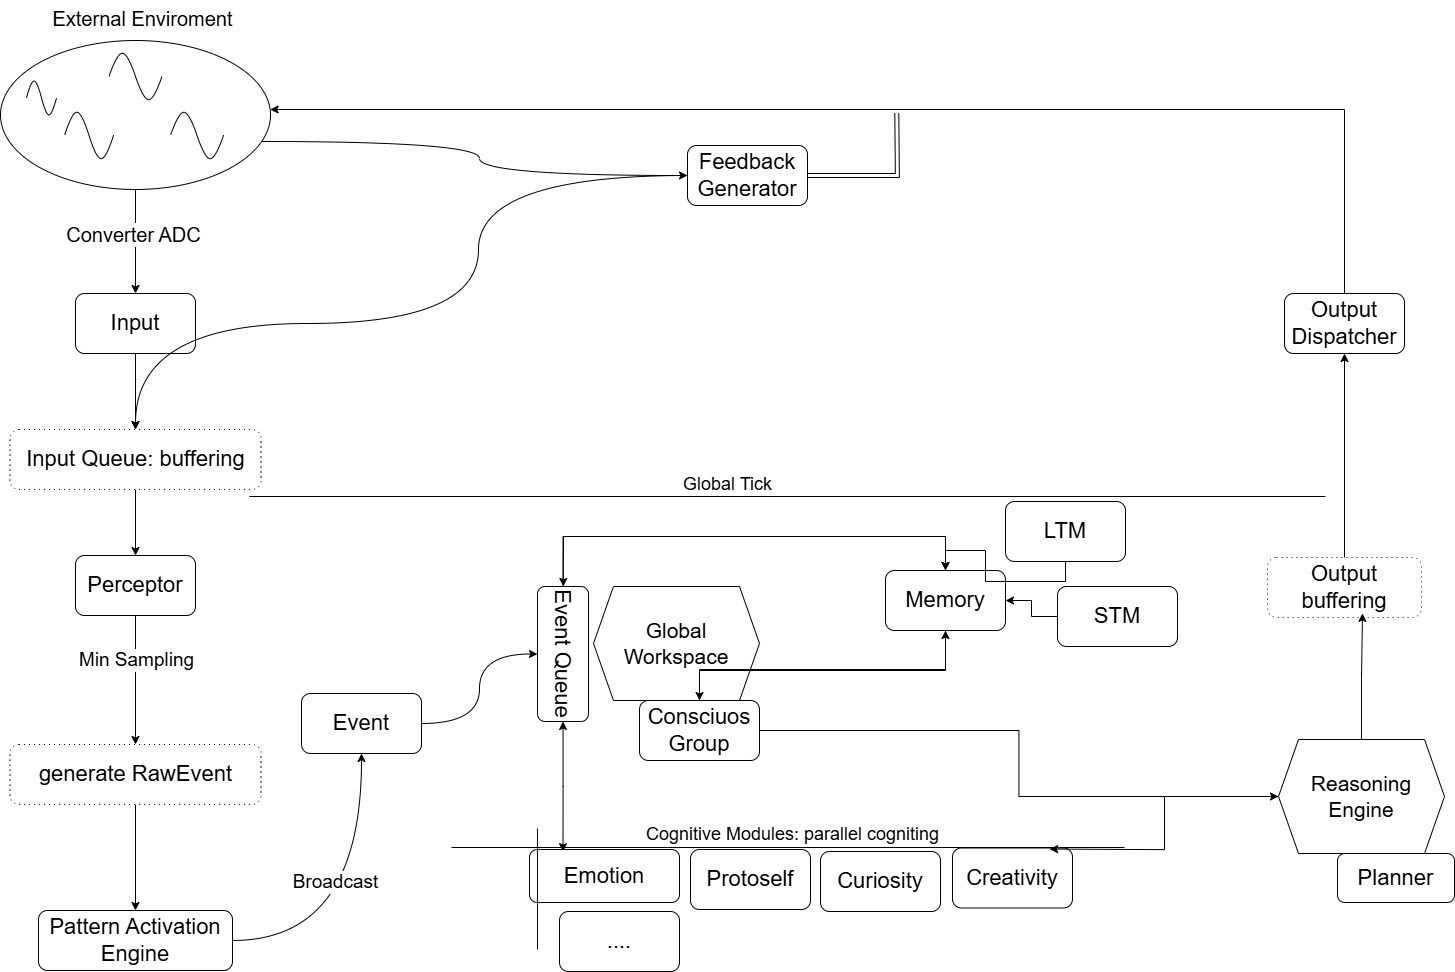 External Enviroment
Feedback
Generator
Converter ADC
Input
Output
Dispatcher
Input Queue: buffering
Global Tick
LTM
Perceptor
Output
buffering
Memory
STM
Event Queue
Global
Workspace
Min Sampling
Event
Consciuos
Group
generate RawEvent
Reasoning
Engine
Cognitive Modules: parallel cogniting
Emotion
Protoself
Curiosity
Creativity
Planner
Broadcast
Pattern Activation
Engine
....